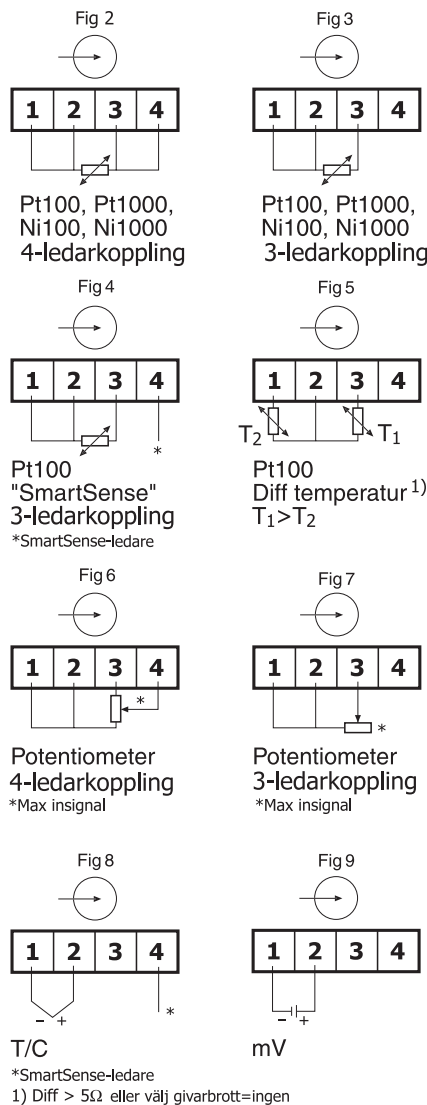 Fig 2
1 2 3 4
Pt100, Pt1000,
Ni100, Ni1000
4-ledarkoppling
Fig 3
1 2 3 4
Pt100, Pt1000,
Ni100, Ni1000
3-ledarkoppling
Fig 4
1 2 3 4
*
Pt100
"SmartSense"
3-ledarkoppling
*SmartSense-ledare
Fig 5
1 2 3 4
T2 T1
Pt100
Diff temperatur 1)
T1>T2
Fig 6
1 2 3 4
*
Potentiometer
4-ledarkoppling
*Max insignal
Fig 7
1 2 3 4
*
Potentiometer
3-ledarkoppling
*Max insignal
Fig 8
1 2 3 4
- + *
T/C
Fig 9
1 2 3 4
- +
mV
*SmartSense-ledare
1) Diff > 5Ω eller välj givarbrott=ingen